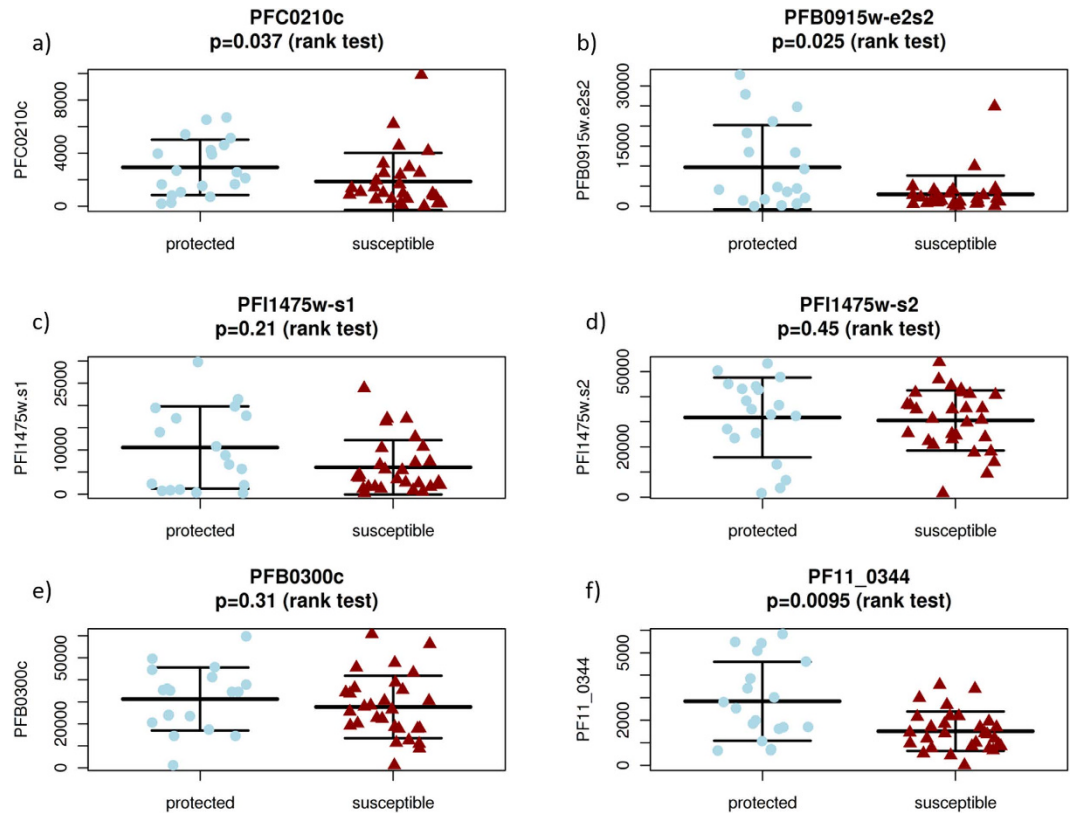 a)
PFC0210c
p=0.037 (rank test)
PFC0210c
8000
4000
0
protected
susceptible
b)
PFB0915w-e2s2
p=0.025 (rank test)
PFB0915w.e2s2
30000
15000
0
protected
susceptible
c)
PFI1475w-s1
p=0.21 (rank test)
PFI1475w.s1
25000
10000
0
protected
susceptible
d)
PFI1475w-s2
p=0.45 (rank test)
PFI1475w.s2
50000
20000
0
protected
susceptible
e)
PFB0300c
p=0.31 (rank test)
PFB0300c
50000
20000
0
protected
susceptible
f)
PF11_0344
p=0.0095 (rank test)
PF11_0344
5000
2000
0
protected
susceptible